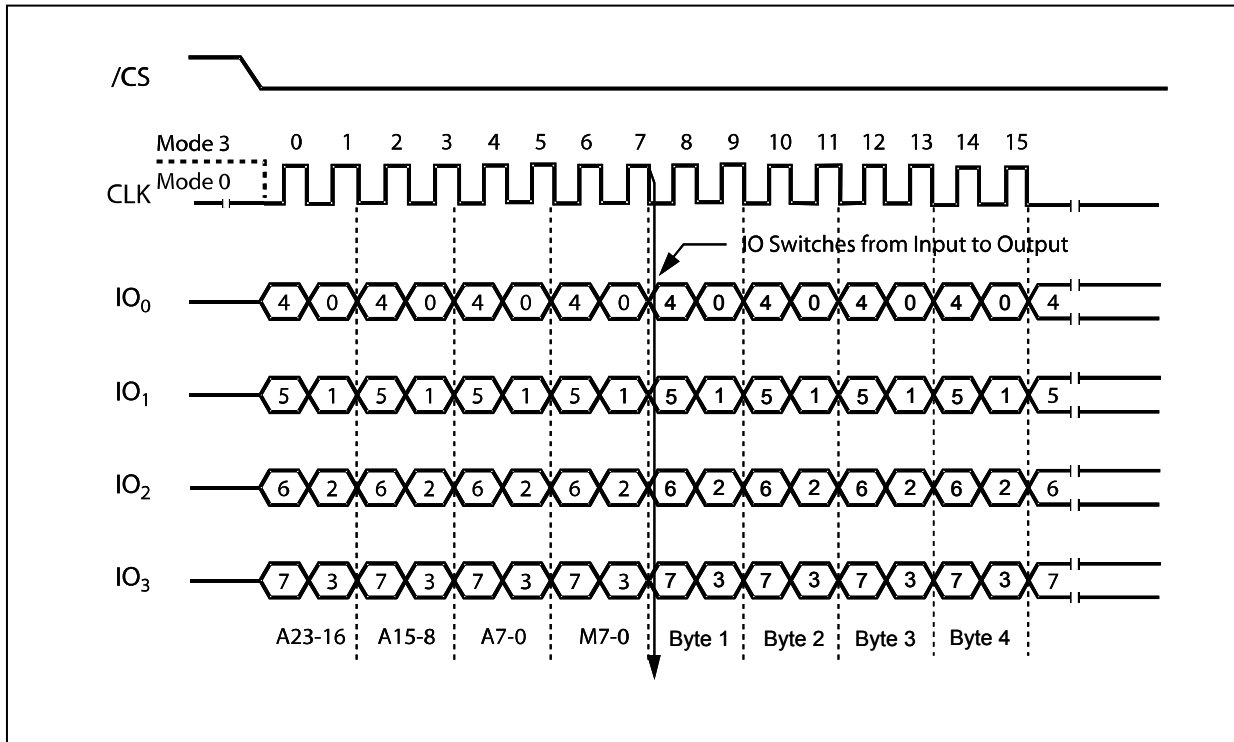 /CS
Mode 3
0 1 2 3 4 5 6 7 8 9 10 11 12 13 14 15
CLK
Mode 0
IO Switches from Input to Output
IO0 4 0 4 0 4 0 4 0 4 0 4 0 4 0 4 0 4
IO1 5 1 5 1 5 1 5 1 5 1 5 1 5 1 5 1 5
IO2 6 2 6 2 6 2 6 2 6 2 6 2 6 2 6 2 6
IO3 7 3 7 3 7 3 7 3 7 3 7 3 7 3 7 3 7
A23-16 A15-8 A7-0 M7-0 Byte 1 Byte 2 Byte 3 Byte 4